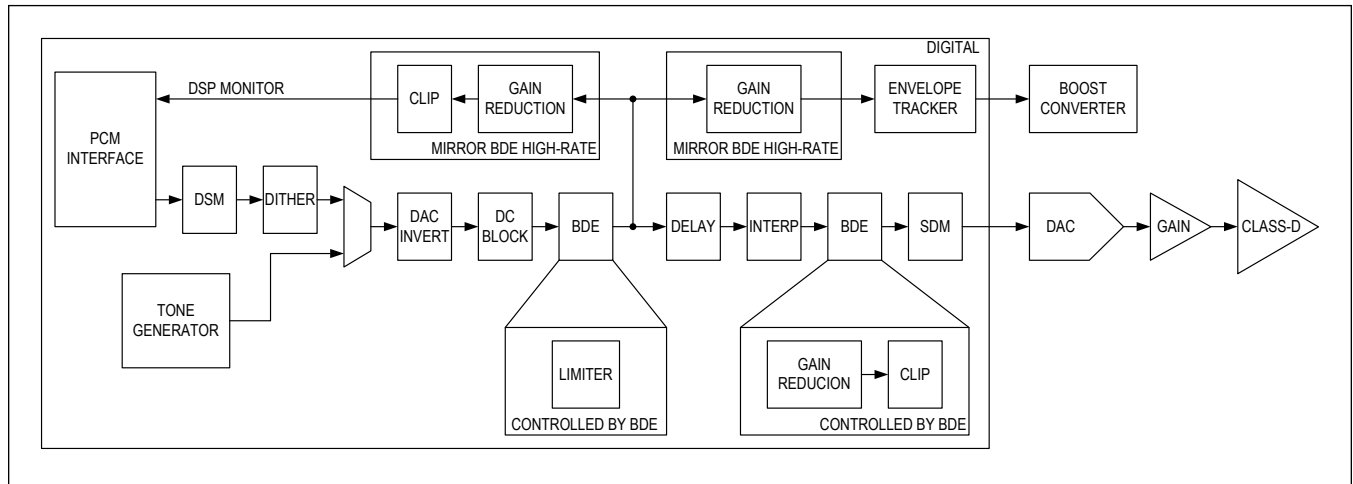 DIGITAL
PCM
INTERFACE
DSP MONITOR
CLIP
GAIN
REDUCTION
MIRROR BDE HIGH-RATE
GAIN
REDUCTION
MIRROR BDE HIGH-RATE
ENVELOPE
TRACKER
BOOST
CONVERTER
DSM
DITHER
DAC
INVERT
DC
BLOCK
BDE
DELAY
INTERP
BDE
SDM
DAC
GAIN
CLASS-D
TONE
GENERATOR
LIMITER
CONTROLLED BY BDE
GAIN
REDUCION
CLIP
CONTROLLED BY BDE